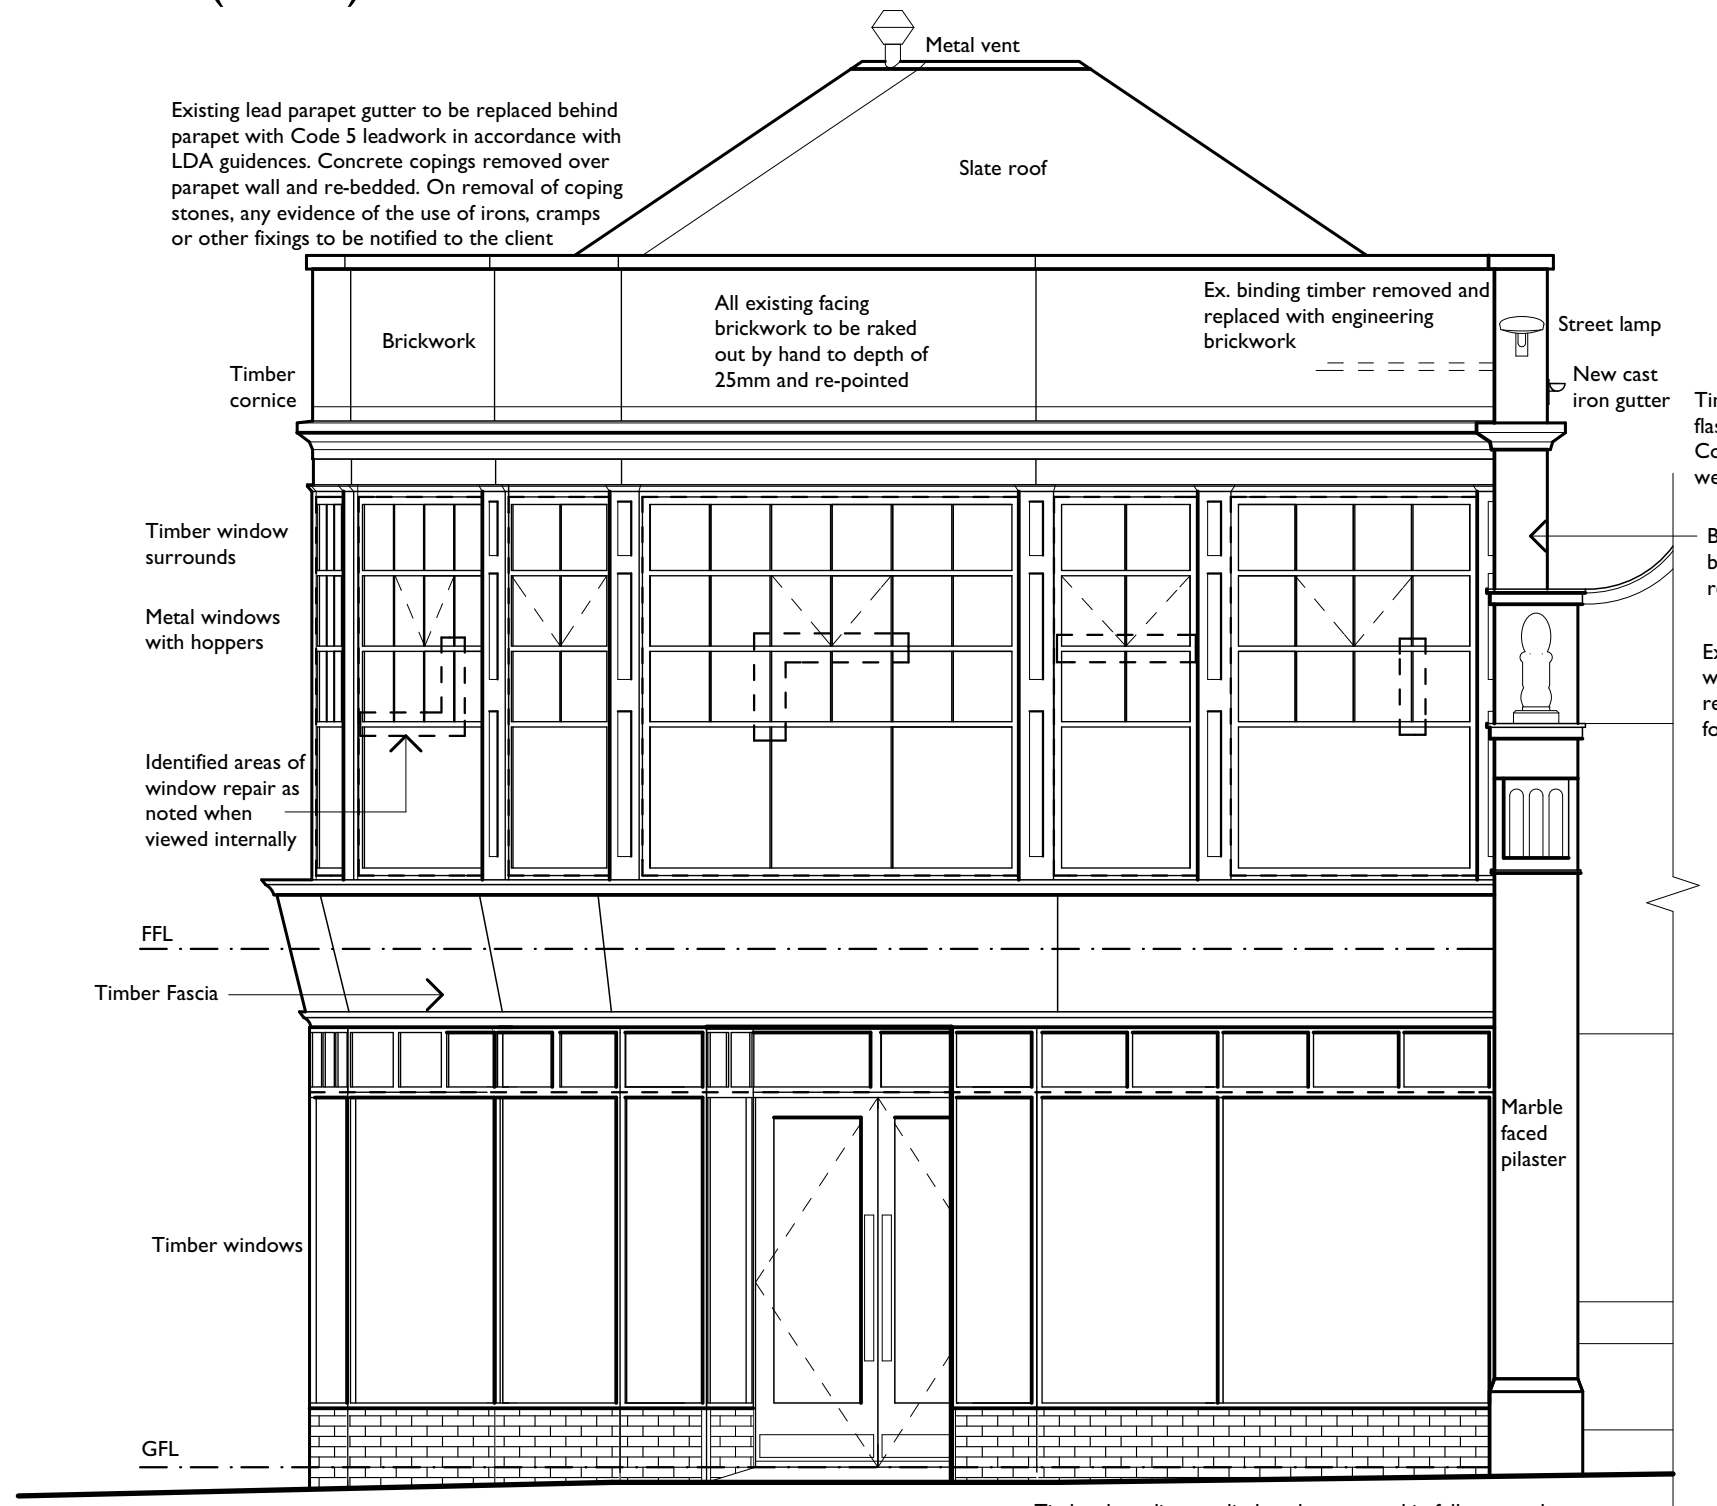 Metal vent
Existing lead parapet gutter to be replaced behind
parapet with Code 5 leadwork in accordance with
LDA guidences. Concrete copings removed over
parapet wall and re-bedded. On removal of coping
stones, any evidence of the use of irons, cramps
or other fixings to be notified to the client
Slate roof
Brickwork
All existing facing
brickwork to be raked
out by hand to depth of
25mm and re-pointed
Ex. binding timber removed and
replaced with engineering
brickwork
Street lamp
Timber
cornice
New cast
iron gutter
Timber window
surrounds
Metal windows
with hoppers
Identified areas of
window repair as
noted when
viewed internally
FFL
Timber Fascia
Marble
faced
pilaster
Timber windows
GFL